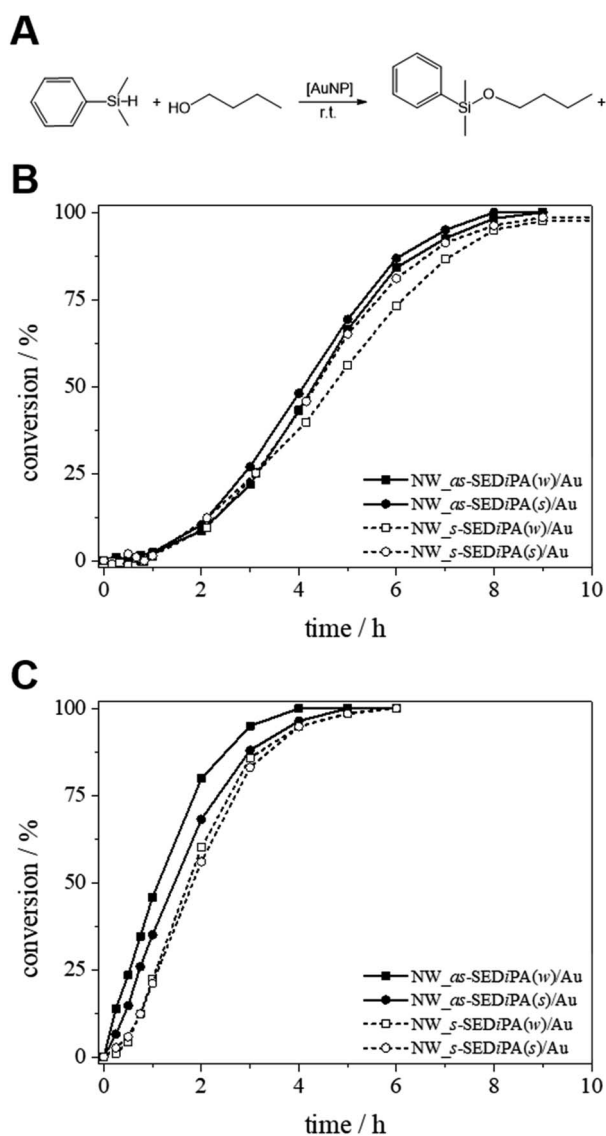 A
Si
H
+
HO
[AuNP]
r.t.
Si
O
+
B
100
75
50
25
0
conversion / %
NW_as-SEDiPA(w)/Au
NW_as-SEDiPA(s)/Au
NW_s-SEDiPA(w)/Au
NW_s-SEDiPA(s)/Au
0 2 4 6 8 10
time / h
C
100
75
50
25
0
conversion / %
NW_as-SEDiPA(w)/Au
NW_as-SEDiPA(s)/Au
NW_s-SEDiPA(w)/Au
NW_s-SEDiPA(s)/Au
0 2 4 6 8 10
time / h